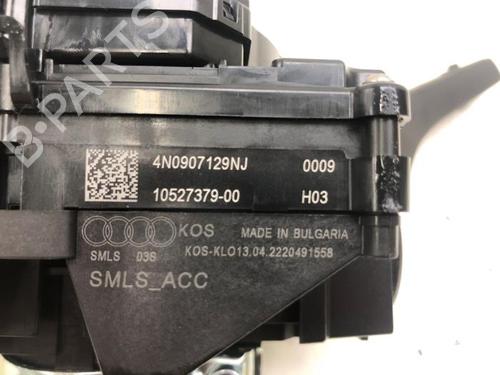 B-PARTS
4N0907129NJ 0009
10527379-00 H03
KOS MADE IN BULGARIA
SMLS D3S KOS-KLO13.04.2220491558
SMLS_ACC